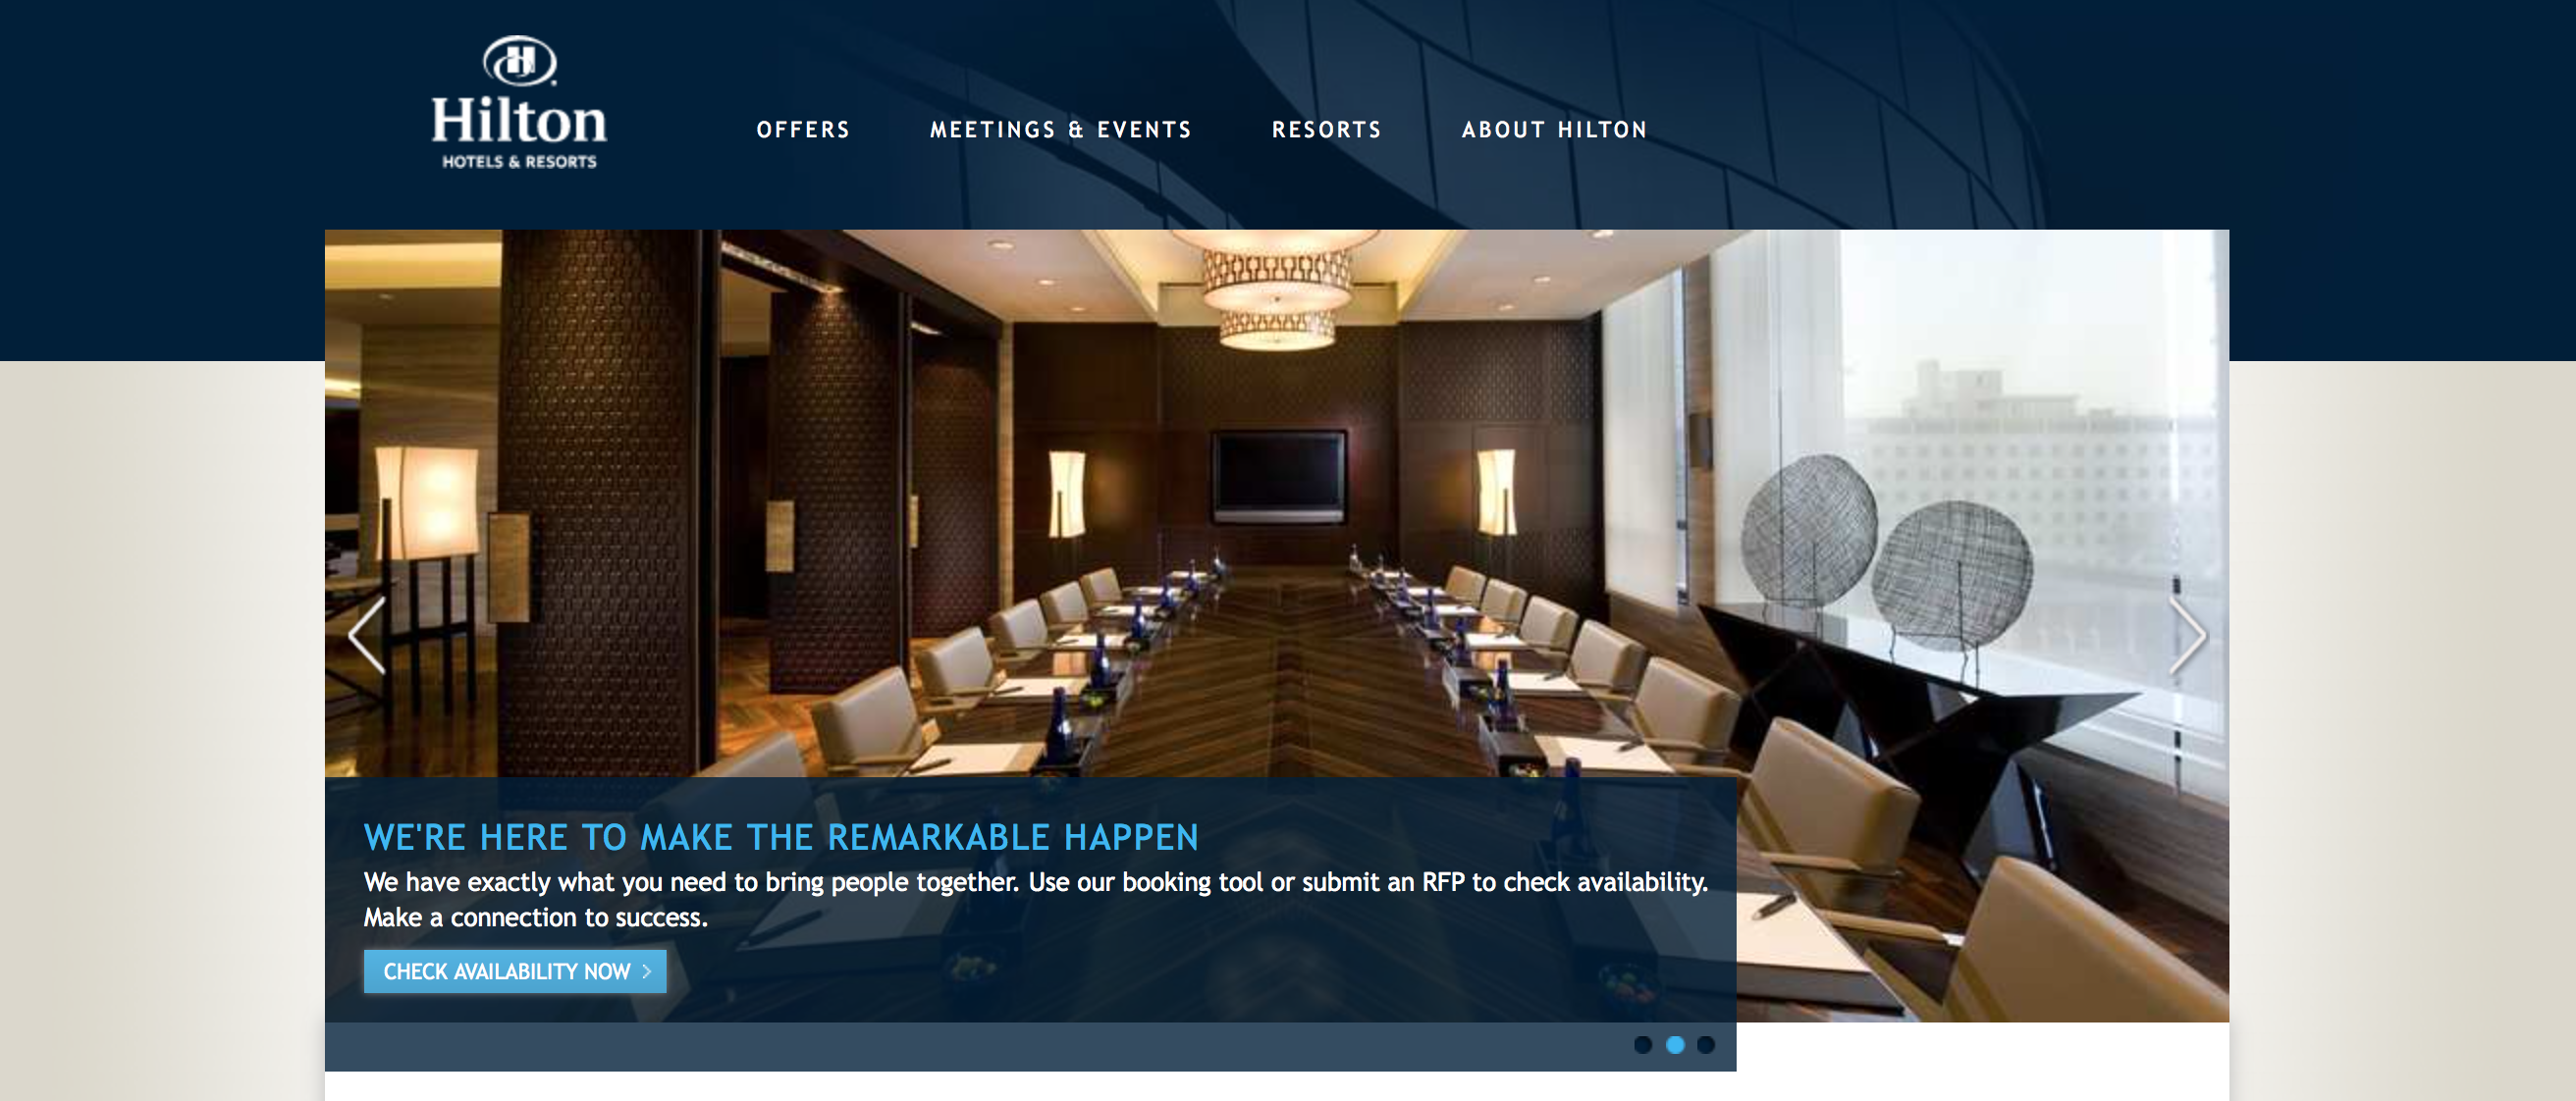 H
Hilton
HOTELS & RESORTS
OFFERS MEETINGS & EVENTS RESORTS ABOUT HILTON
WE'RE HERE TO MAKE THE REMARKABLE HAPPEN
We have exactly what you need to bring people together. Use our booking tool or submit an RFP to check availability.
Make a connection to success.
CHECK AVAILABILITY NOW >